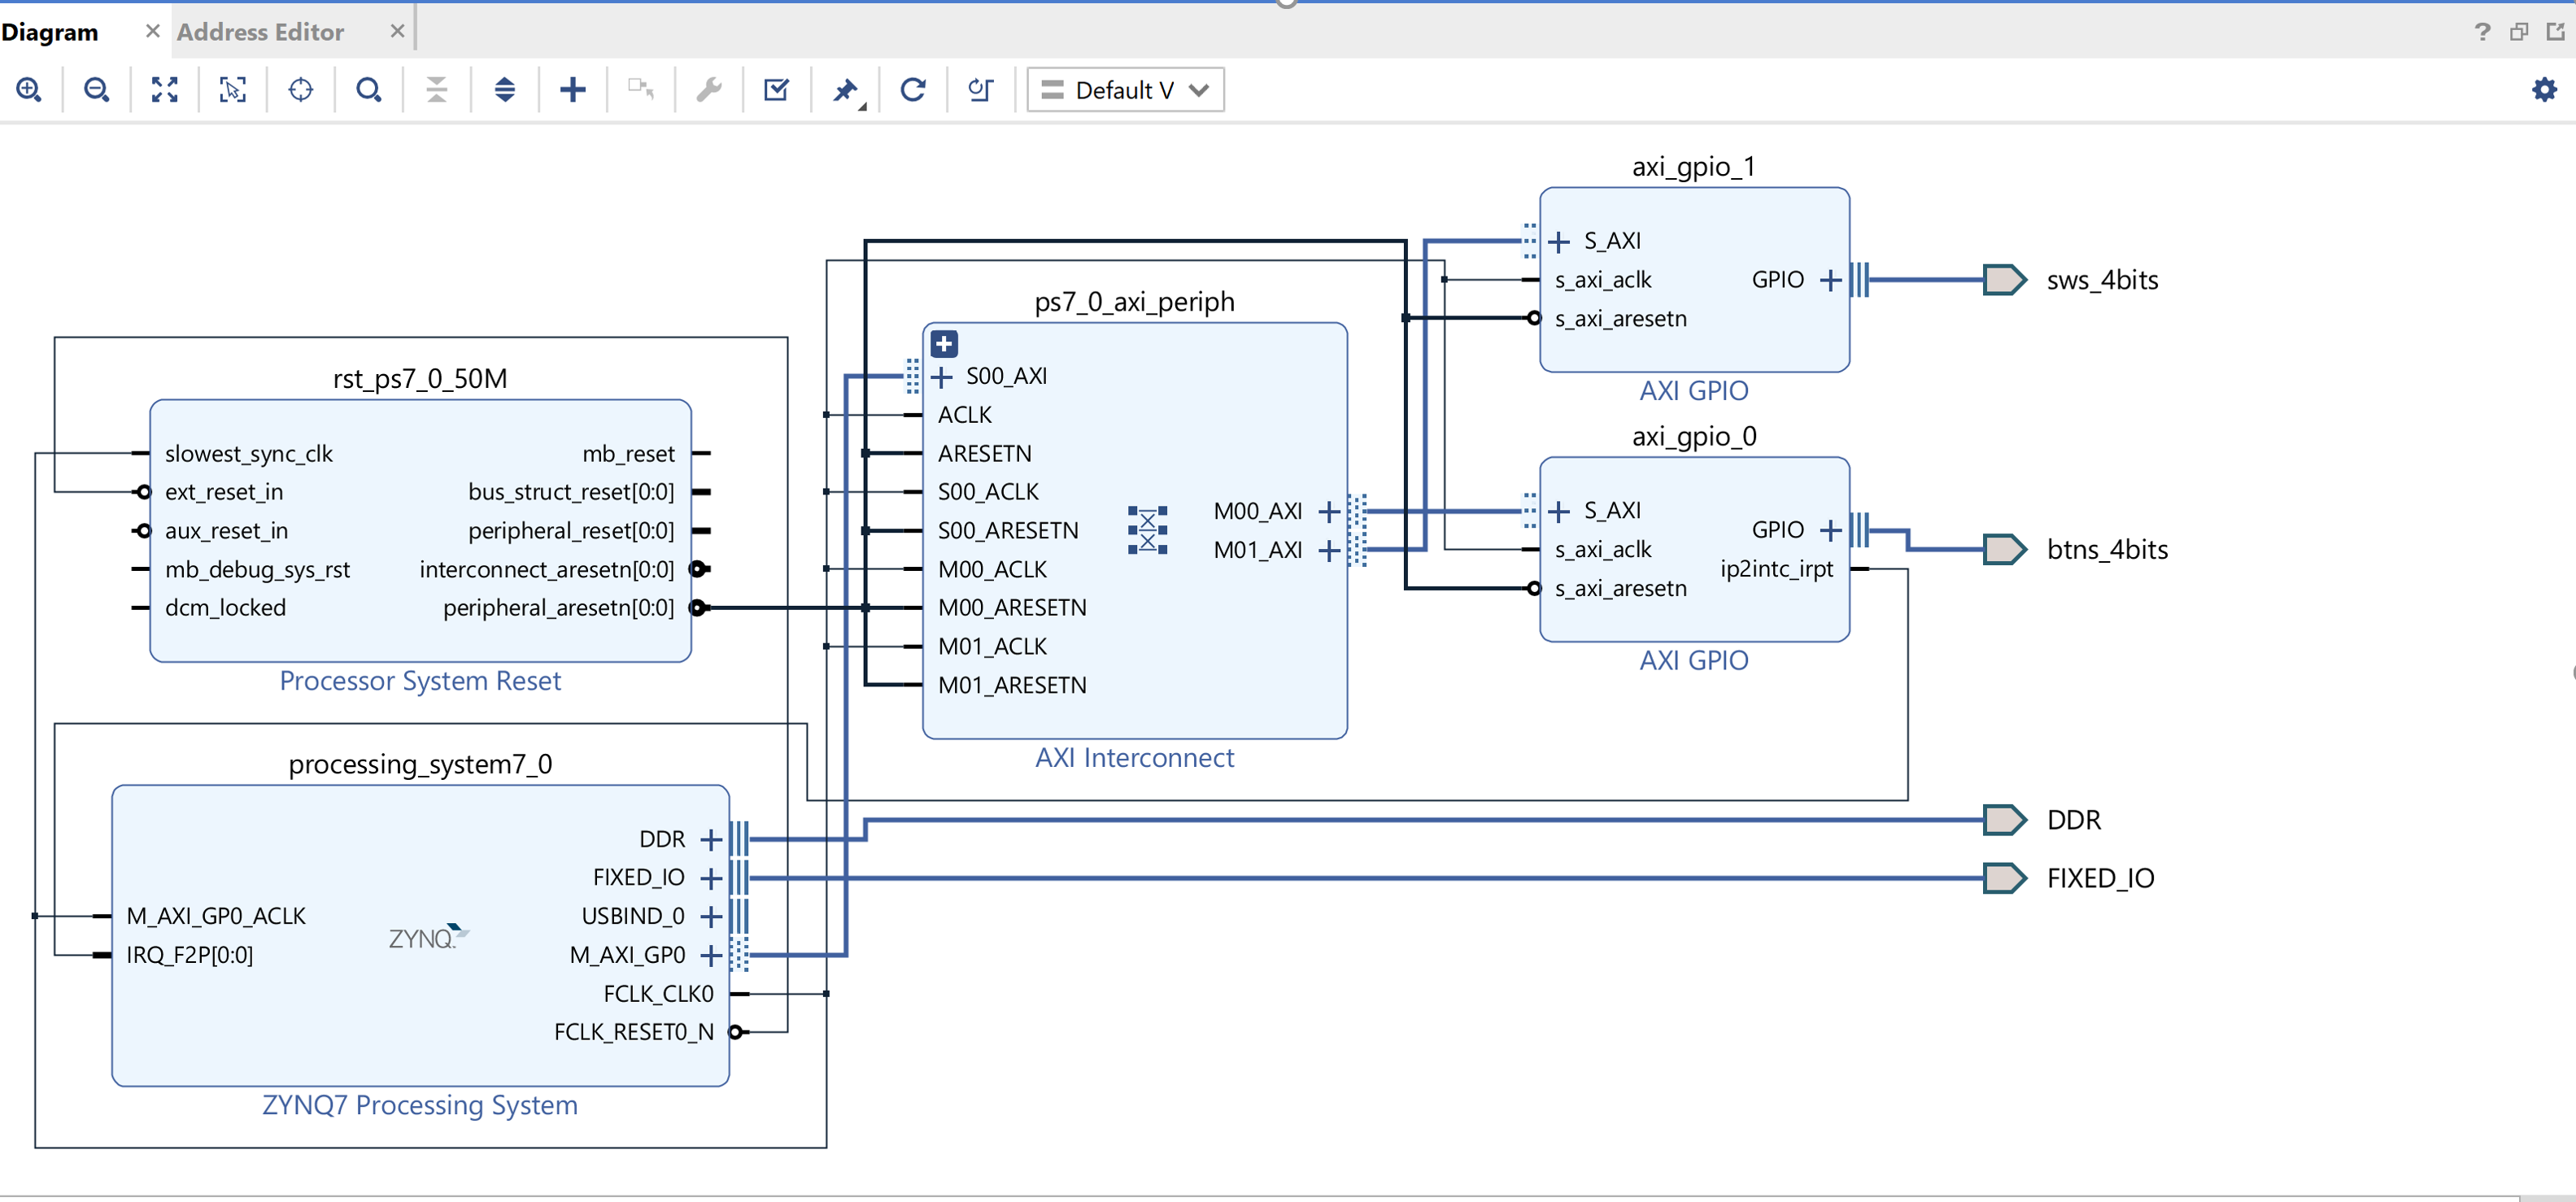 Diagram
Address Editor
?
Default V
axi_gpio_1
S_AXI
s_axi_aclk
s_axi_aresetn
GPIO
AXI GPIO
sws_4bits
ps7_0_axi_periph
S00_AXI
ACLK
ARESETN
S00_ACLK
S00_ARESETN
M00_ACLK
M00_ARESETN
M01_ACLK
M01_ARESETN
M00_AXI
M01_AXI
AXI Interconnect
rst_ps7_0_50M
slowest_sync_clk
ext_reset_in
aux_reset_in
mb_debug_sys_rst
dcm_locked
mb_reset
bus_struct_reset[0:0]
peripheral_reset[0:0]
interconnect_aresetn[0:0]
peripheral_aresetn[0:0]
Processor System Reset
axi_gpio_0
S_AXI
s_axi_aclk
s_axi_aresetn
GPIO
ip2intc_irpt
AXI GPIO
btns_4bits
processing_system7_0
M_AXI_GP0_ACLK
IRQ_F2P[0:0]
ZYNQ
DDR
FIXED_IO
USBIND_0
M_AXI_GP0
FCLK_CLK0
FCLK_RESET0_N
ZYNQ7 Processing System
DDR
FIXED_IO